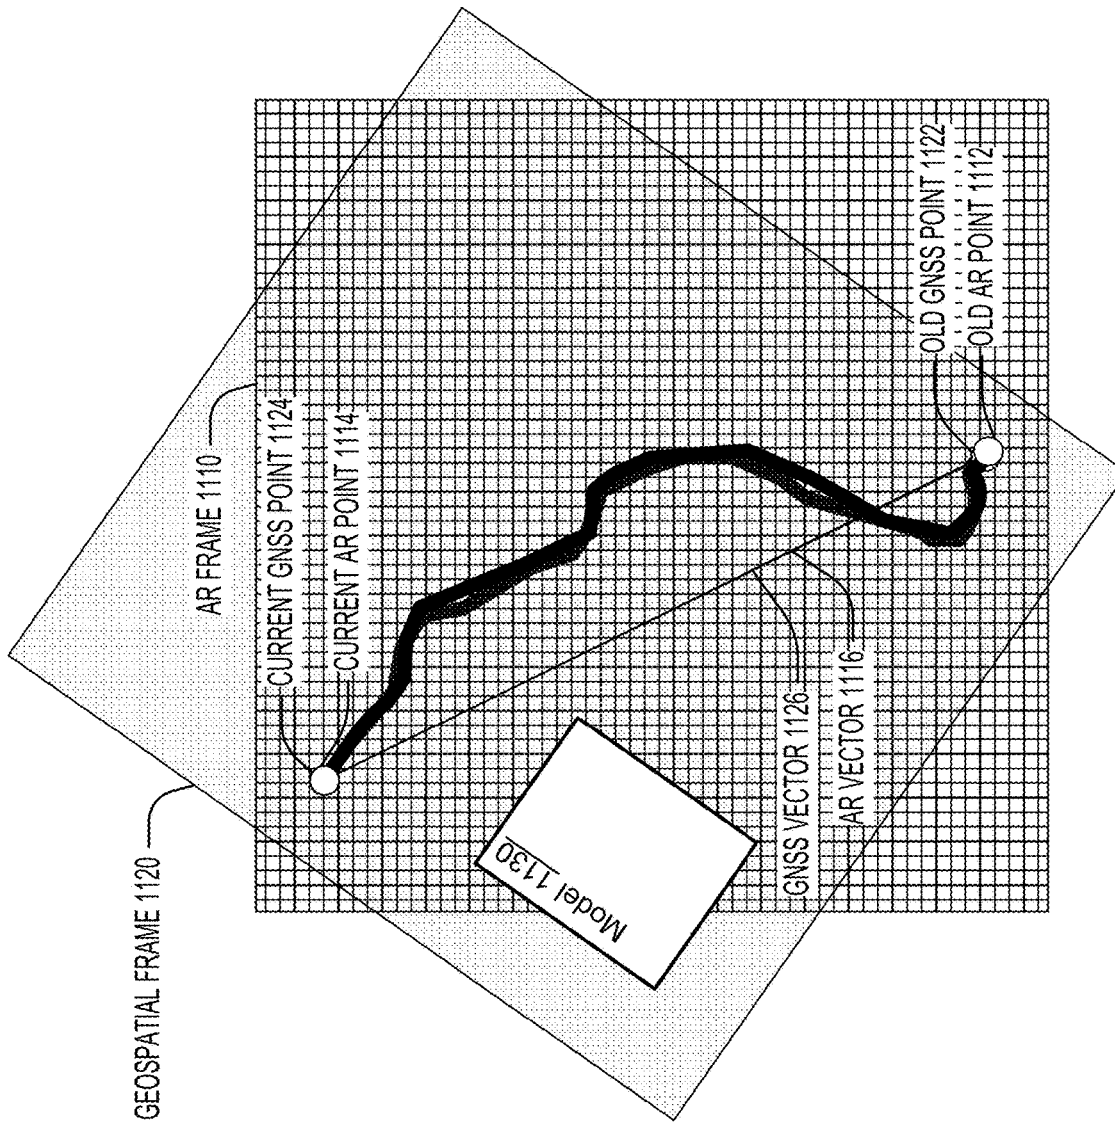 GEOSPATIAL FRAME 1120
AR FRAME 1110
CURRENT GNSS POINT 1124
CURRENT AR POINT 1114
Model 1130
GNSS VECTOR 1126
AR VECTOR 1116
OLD GNSS POINT 1122
OLD AR POINT 1112